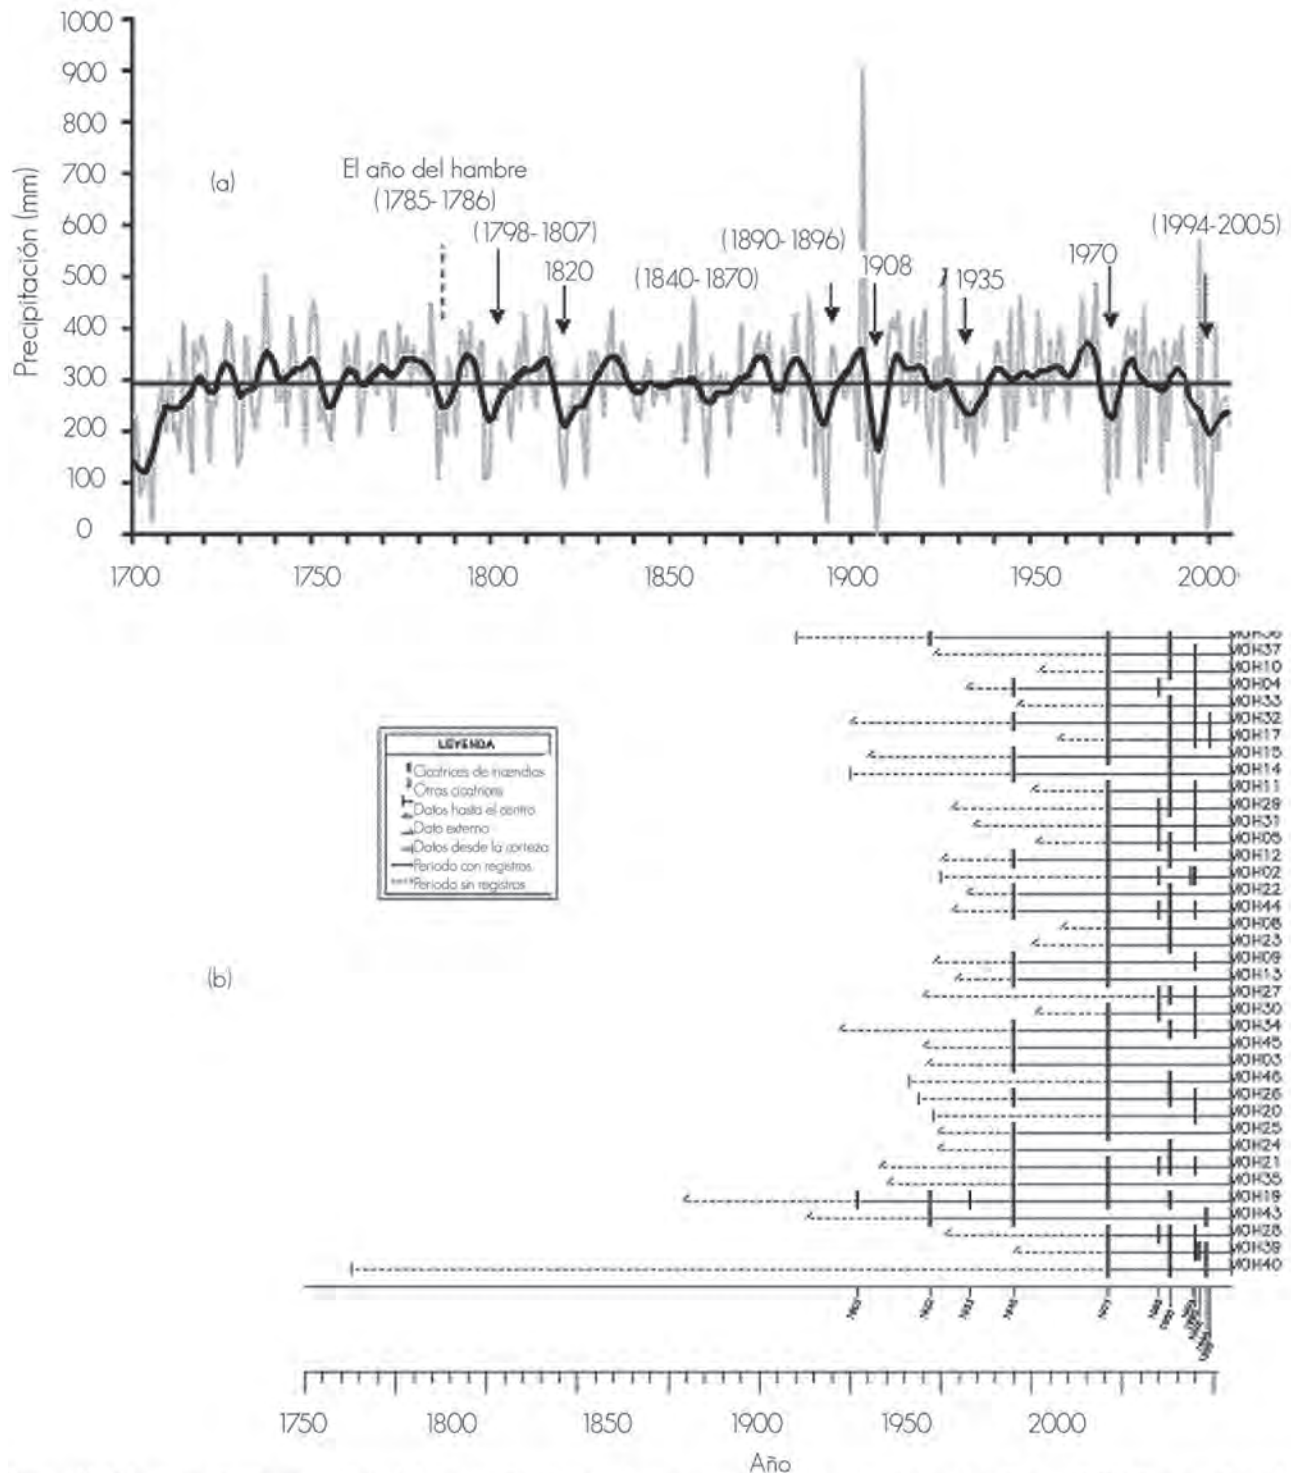 1000
900
800
700
600
500
400
300
200
100
0
Precipitación (mm)
(a)
El año del hambre
(1785-1786)
(1798-1807)
1820
(1840-1870)
(1890-1896)
1908
1935
1970
(1994-2005)
1700 1750 1800 1850 1900 1950 2000
MOH37
MOH10
MOH04
MOH33
MOH32
MOH17
MOH15
MOH14
MOH11
MOH29
MOH31
MOH05
MOH12
MOH02
MOH22
MOH44
MOH08
MOH23
MOH09
MOH13
MOH27
MOH30
MOH34
MOH45
MOH03
MOH46
MOH26
MOH20
MOH25
MOH24
MOH21
MOH35
MOH19
MOH43
MOH28
MOH39
MOH40
LEYENDA
Cicatrices de incendios
Otras cicatrices
Datos hasta el centro
Dato externo
Datos desde la corteza
Periodo con registros
Periodo sin registros
(b)
1750 1800 1850 1900 1950 2000
Año